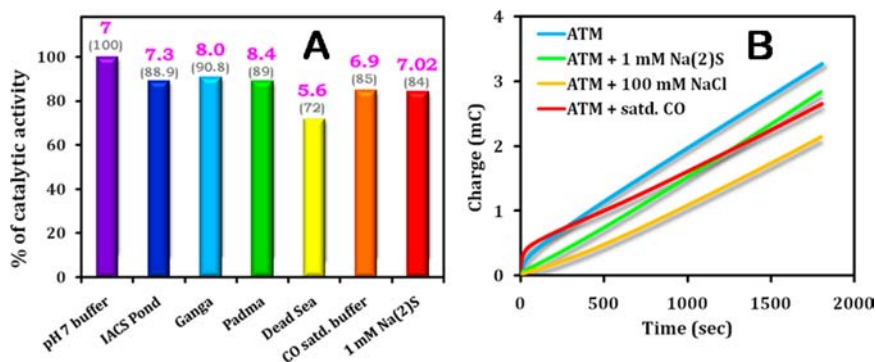 A
% of catalytic activity
100
80
60
40
20
0
7
(100)
7.3
(88.9)
8.0
(90.8)
8.4
(89)
5.6
(72)
6.9
(85)
7.02
(84)
pH 7 buffer
IACS Pond
Ganga
Padma
Dead Sea
CO satd. buffer
1 mM Na(2)S
B
ATM
ATM + 1 mM Na(2)S
ATM + 100 mM NaCl
ATM + satd. CO
Charge (mC)
4
3
2
1
0
0
500
1000
1500
2000
Time (sec)